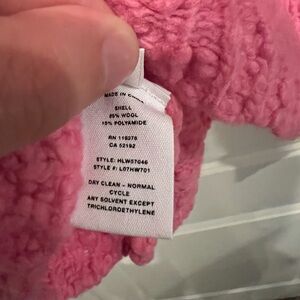 MADE IN CHINA
SHELL
85% WOOL
15% POLYAMIDE
RN 119376
CA 52192
STYLE: HLW57046
STYLE #: L07HW701
DRY CLEAN - NORMAL
CYCLE
ANY SOLVENT EXCEPT
TRICHLOROETHYLENE